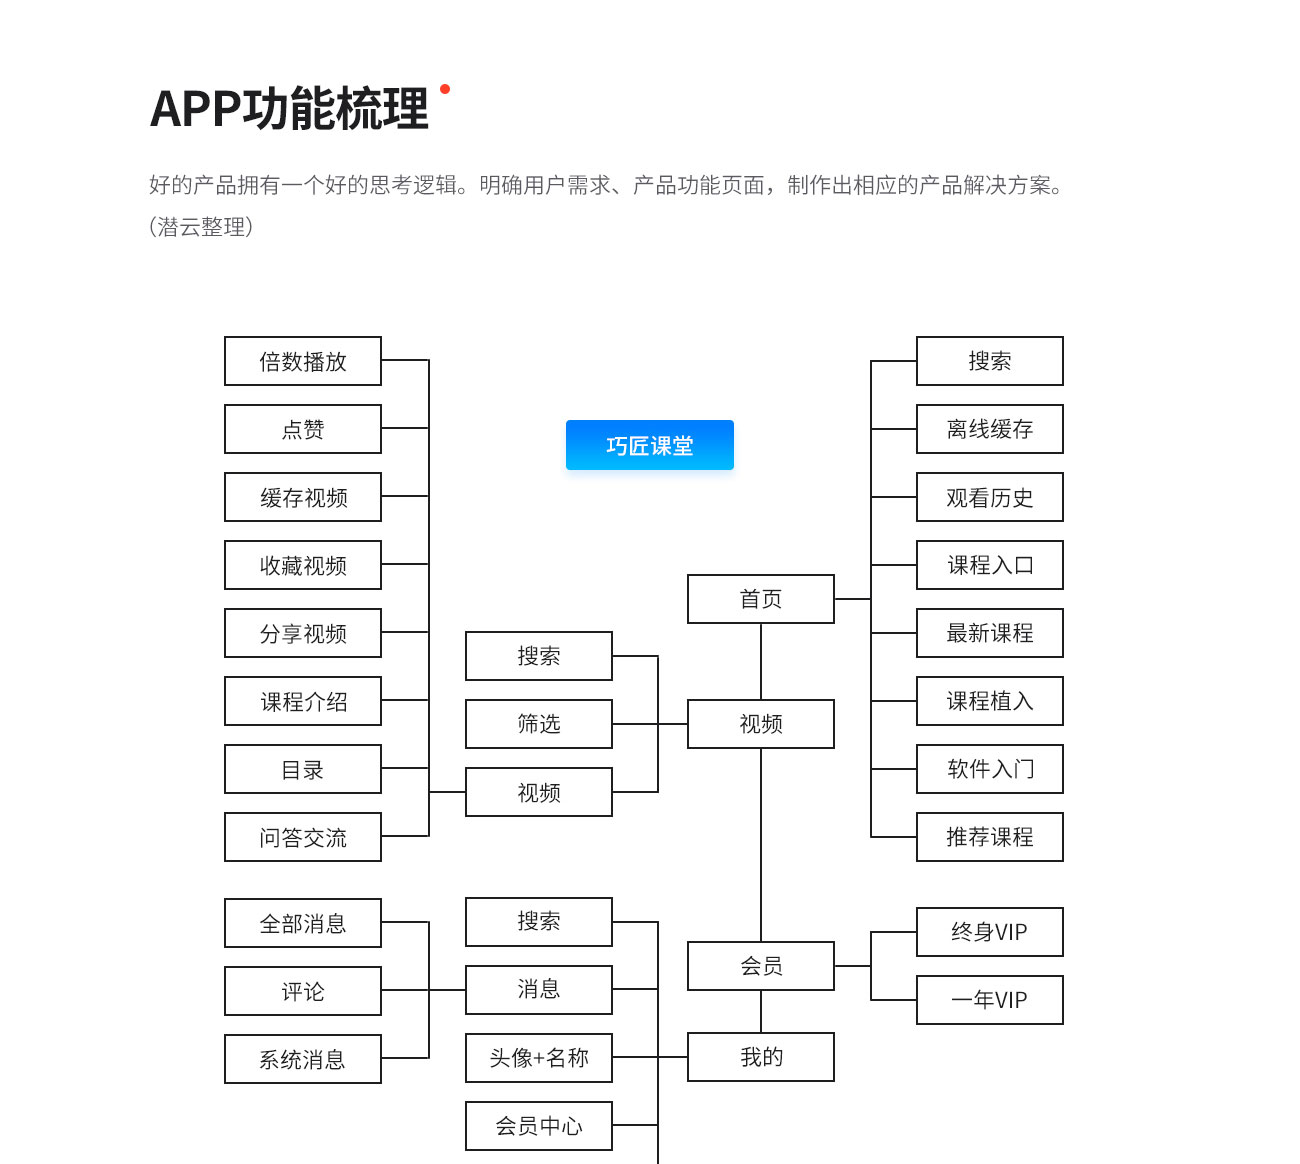 APP功能梳理
好的产品拥有一个好的思考逻辑。明确用户需求、产品功能页面，制作出相应的产品解决方案。
（潜云整理）
倍数播放
点赞
缓存视频
收藏视频
分享视频
课程介绍
目录
问答交流
巧匠课堂
搜索
筛选
视频
首页
视频
搜索
离线缓存
观看历史
课程入口
最新课程
课程植入
软件入门
推荐课程
全部消息
评论
系统消息
搜索
消息
头像+名称
会员中心
会员
我的
终身VIP
一年VIP